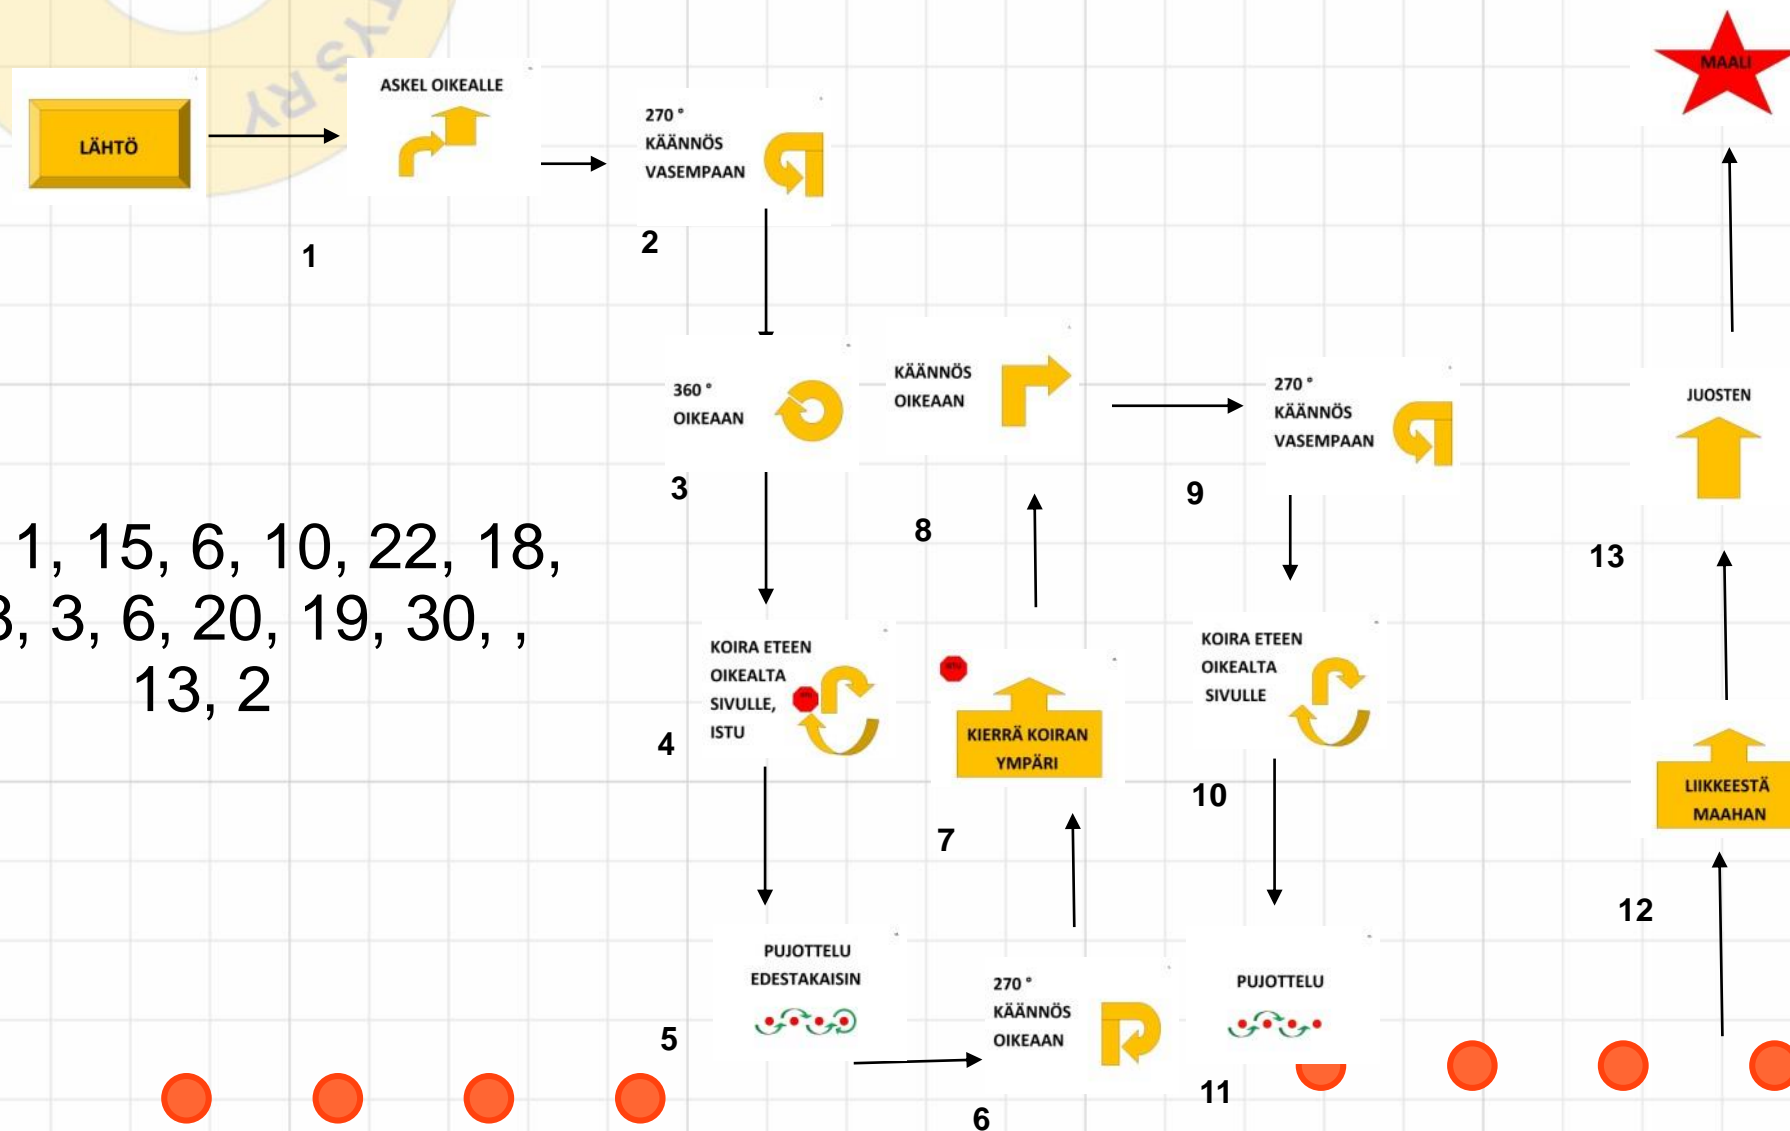 TYS RY
LÄHTÖ
ASKEL OIKEALLE
1
270 °
KÄÄNNÖS
VASEMPAAN
2
360 °
OIKEAAN
3
KOIRA ETEEN
OIKEALTA
SIVULLE,
ISTU
4
PUJOTTELU
EDESTAKAISIN
5
270 °
KÄÄNNÖS
OIKEAAN
6
KIERRÄ KOIRAN
YMPÄRI
7
KÄÄNNÖS
OIKEAAN
8
270 °
KÄÄNNÖS
VASEMPAAN
9
KOIRA ETEEN
OIKEALTA
SIVULLE
10
PUJOTTELU
11
LIIKKEESTÄ
MAAHAN
12
JUOSTEN
13
MAALI
1, 15, 6, 10, 22, 18,
3, 6, 20, 19, 30, ,
13, 2